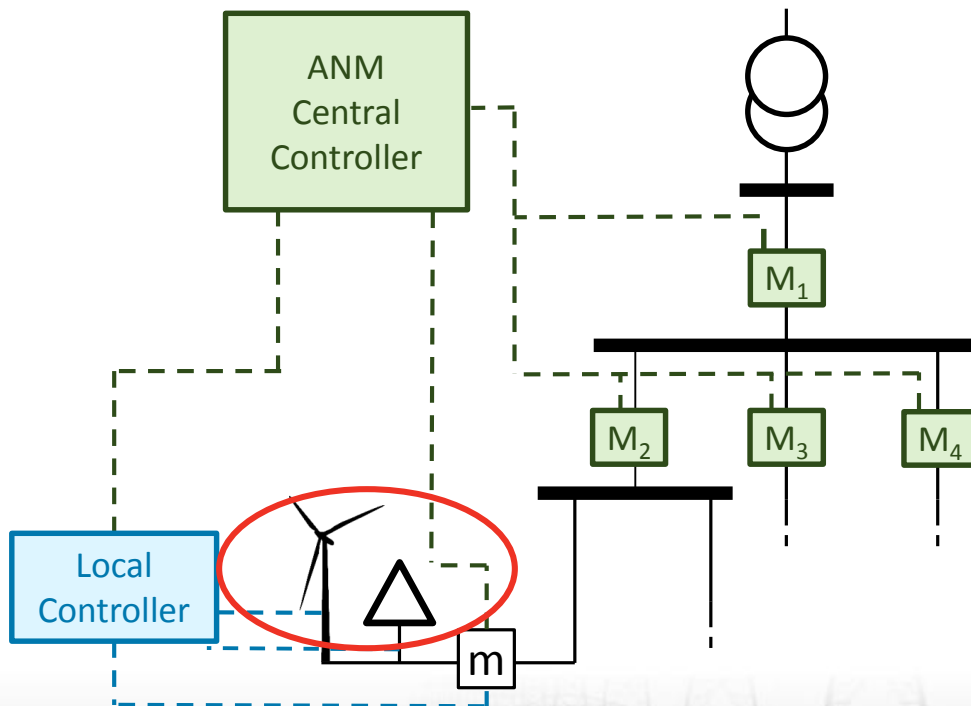 ANM
Central
Controller
M₁
M₂
M₃
M₄
Local
Controller
m